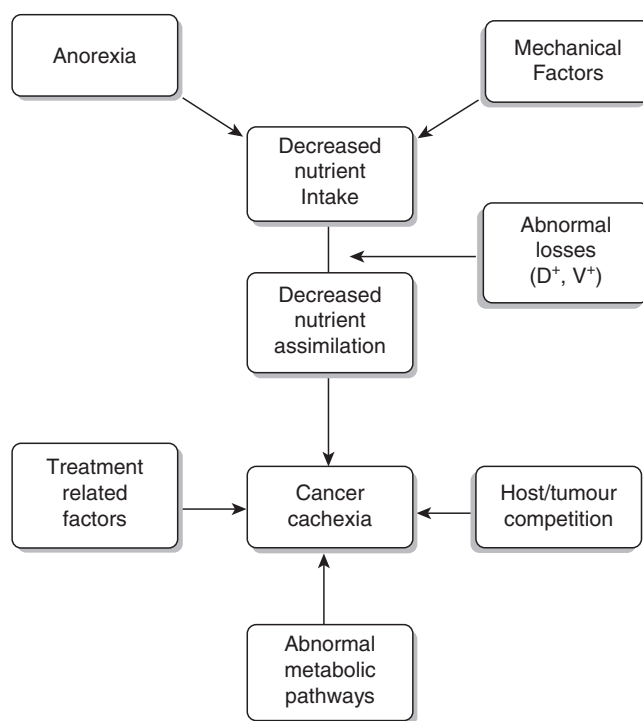 Anorexia
Mechanical
Factors
Decreased
nutrient
Intake
Abnormal
losses
(D⁺, V⁺)
Decreased
nutrient
assimilation
Treatment
related
factors
Cancer
cachexia
Host/tumour
competition
Abnormal
metabolic
pathways